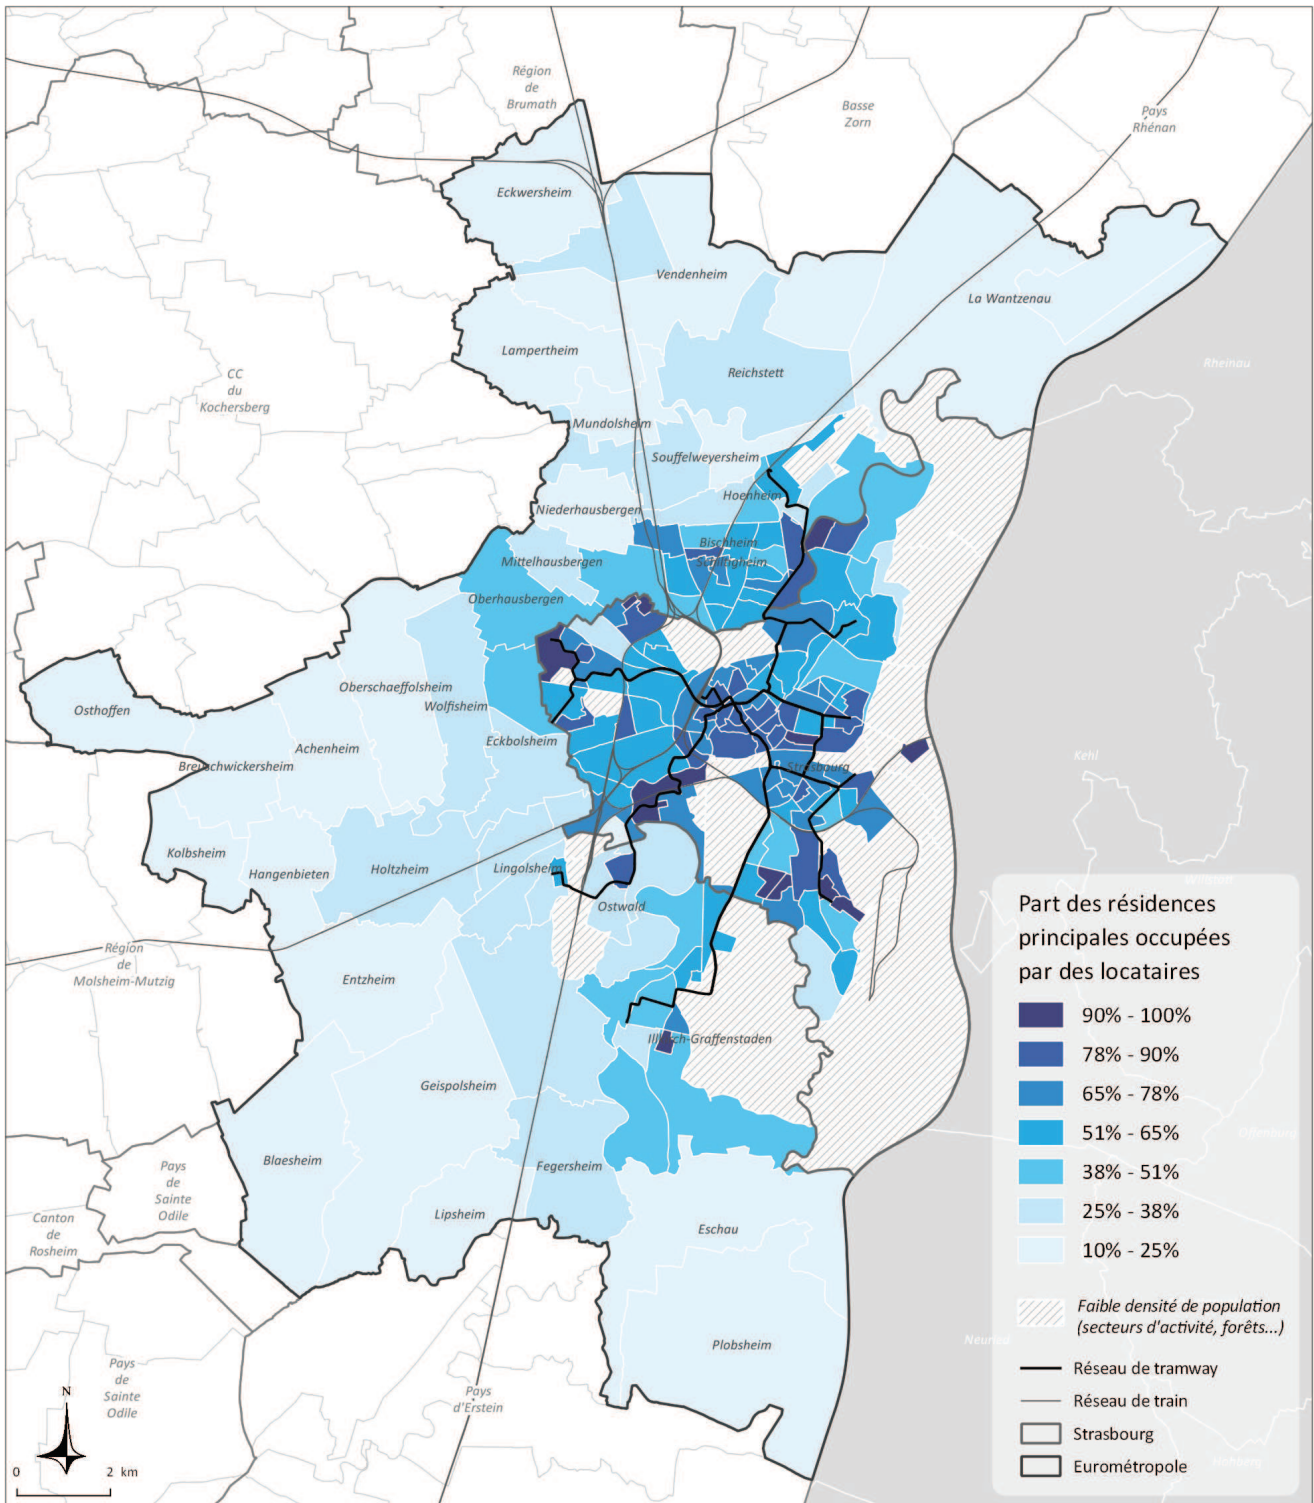 Région
de
Brumath
Basse
Zorn
Pays
Rhénan
Eckwersheim
Vendenheim
La Wantzenau
Lampertheim
Reichstett
Rheinau
CC
du
Kochersberg
Mundolsheim
Souffelweyersheim
Hoenheim
Niederhausbergen
Bischheim
Mittelhausbergen
Schiltigheim
Oberhausbergen
Oberschaeffolsheim
Wolfisheim
Osthoffen
Achenheim
Eckbolsheim
Breuschwickersheim
Strasbourg
Kehl
Kolbsheim
Hangenbieten
Holtzheim
Lingolsheim
Willstätt
Ostwald
Région
de
Molsheim-Mutzig
Entzheim
Illkirch-Graffenstaden
Geispolsheim
Blaesheim
Fegersheim
Lipsheim
Eschau
Plobsheim
Pays
de
Sainte
Odile
Canton
de
Rosheim
Pays
de
Sainte
Odile
Pays
d'Erstein
Offenburg
Neuried
Part des résidences
principales occupées
par des locataires
90% - 100%
78% - 90%
65% - 78%
51% - 65%
38% - 51%
25% - 38%
10% - 25%
Faible densité de population
(secteurs d'activité, forêts...)
Réseau de tramway
Réseau de train
Strasbourg
Eurométropole
N
0 2 km